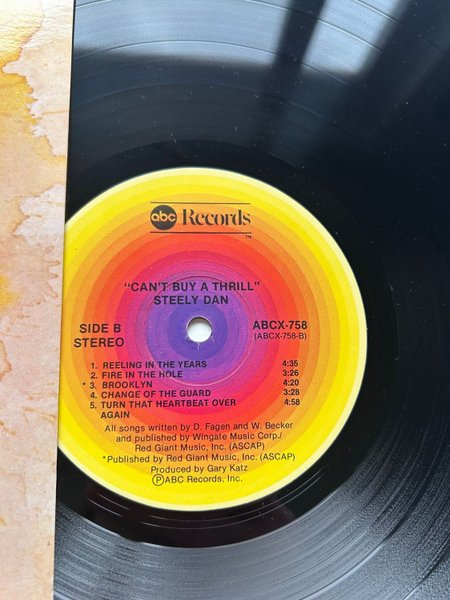 abc Records
TM
"CAN'T BUY A THRILL"
STEELY DAN
SIDE B
STEREO
ABCX-758
(ABCX-758-B)
1. REELING IN THE YEARS 4:35
2. FIRE IN THE HOLE 3:26
* 3. BROOKLYN 4:20
4. CHANGE OF THE GUARD 3:28
5. TURN THAT HEARTBEAT OVER 4:58
AGAIN
All songs written by D. Fagen and W. Becker
and published by Wingate Music Corp./
Red Giant Music, Inc. (ASCAP)
*Published by Red Giant Music, Inc. (ASCAP)
Produced by Gary Katz
Ⓟ ABC Records, Inc.